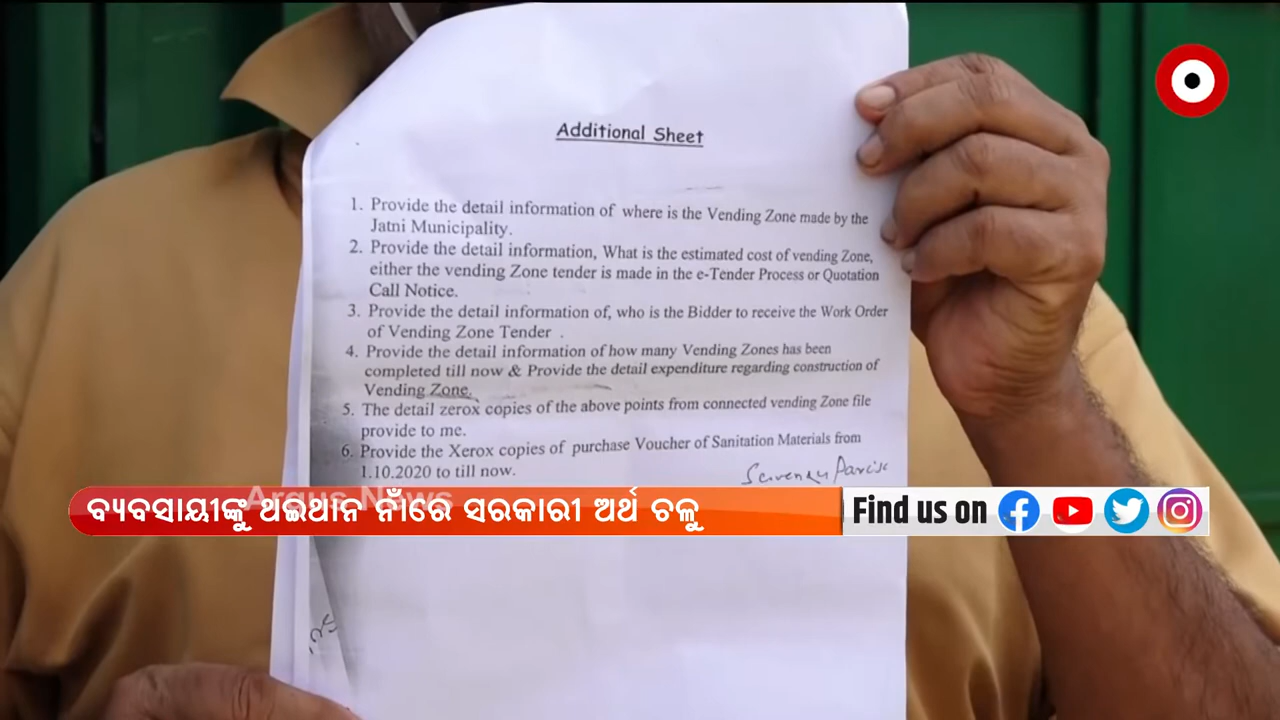 Additional Sheet
1. Provide the detail information of where is the Vending Zone made by the
Jatni Municipality.
2. Provide the detail information, What is the estimated cost of vending Zone,
either the vending Zone tender is made in the e-Tender Process or Quotation
Call Notice.
3. Provide the detail information of, who is the Bidder to receive the Work Order
of Vending Zone Tender .
4. Provide the detail information of how many Vending Zones has been
completed till now & Provide the detail expenditure regarding construction of
Vending Zone.
5. The detail zerox copies of the above points from connected vending Zone file
provide to me.
6. Provide the Xerox copies of purchase Voucher of Sanitation Materials from
1.10.2020 to till now.
Argus News
ବ୍ୟବସାୟୀଙ୍କୁ ଥଇଥାନ ନାଁରେ ସରକାରୀ ଅର୍ଥ ଚଳୁ
Find us on